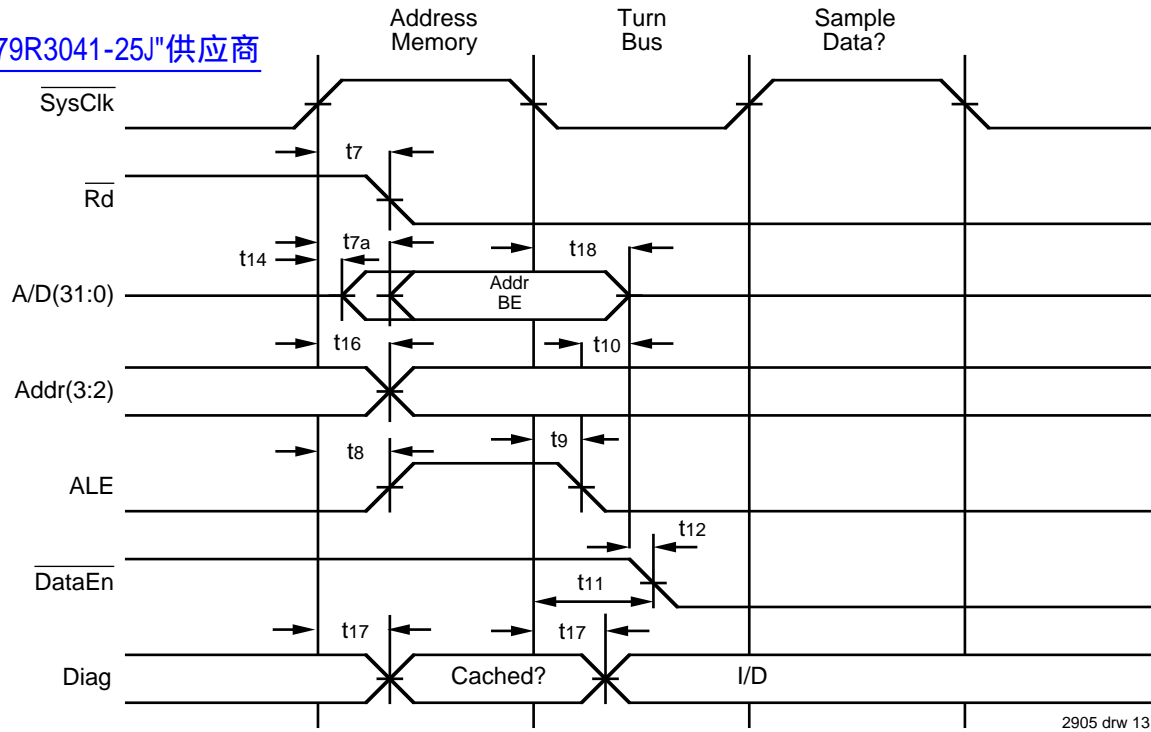 Address
Memory
Turn
Bus
Sample
Data?
79R3041-25J"供应商
SysClk
t7
Rd
t7a
t14
t18
A/D(31:0)
Addr
BE
t16
t10
Addr(3:2)
t8
t9
ALE
t12
DataEn
t11
t17
t17
Diag
Cached?
I/D
2905 drw 13